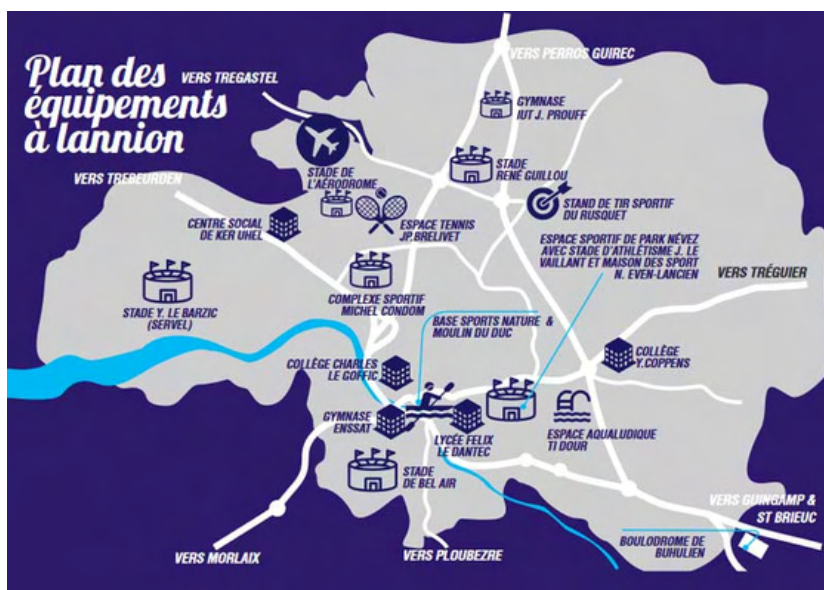 Plan des
équipements
à lannion
VERS TREGASTEL
VERS PERROS GUIREC
GYMNASE
IUT J. PROUFF
STADE
RENÉ GUILLOU
STADE DE
L'AÉRODROME
VERS TREBEURDEN
CENTRE SOCIAL
DE KER UHEL
ESPACE TENNIS
JP.BRELIVET
STAND DE TIR SPORTIF
DU RUSQUET
ESPACE SPORTIF DE PARK NÉVEZ
AVEC STADE D'ATHLÉTISME J. LE
VAILLANT ET MAISON DES SPORT
N. EVEN-LANCIEN
VERS TRÉGUIER
STADE Y. LE BARZIC
(SERVEL)
COMPLEXE SPORTIF
MICHEL CONDOM
BASE SPORTS NATURE &
MOULIN DU DUC
COLLÈGE CHARLES
LE GOFFIC
COLLÈGE
Y.COPPENS
GYMNASE
ENSSAT
LYCÉE FELIX
LE DANTEC
ESPACE AQUALUDIQUE
TI DOUR
STADE
DE BEL AIR
VERS GUINGAMP &
ST BRIEUC
BOULODROME DE
BUHULIEN
VERS MORLAIX
VERS PLOUBEZRE